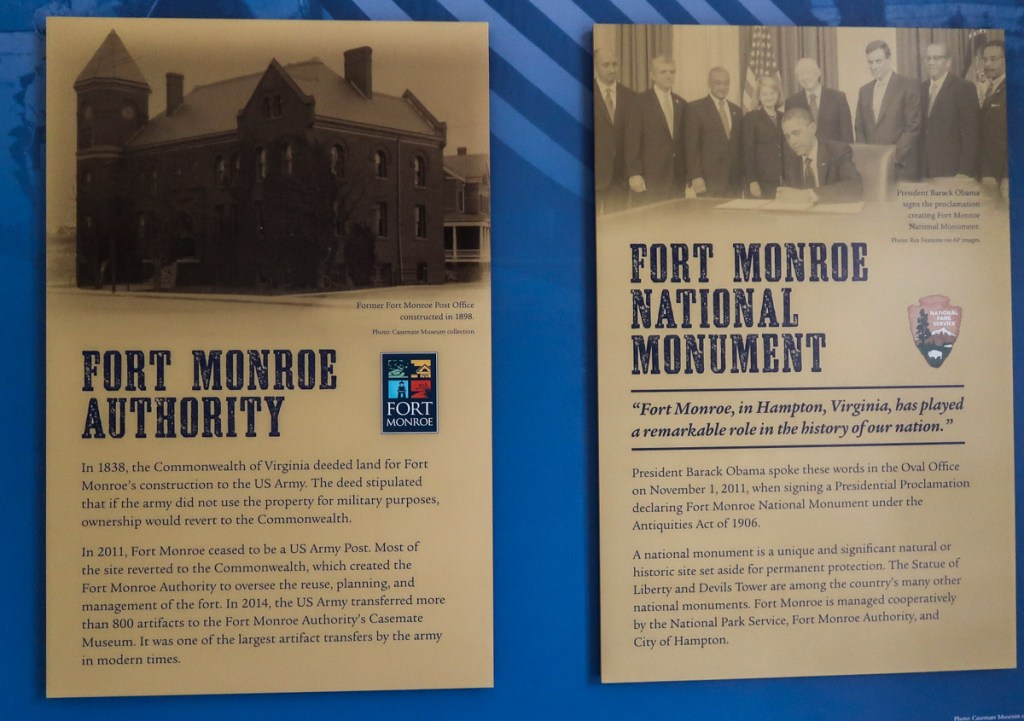 Former Fort Monroe Post Office
constructed in 1898.
Photo: Casemate Museum collection.
FORT MONROE
AUTHORITY
FORT
MONROE
In 1838, the Commonwealth of Virginia deeded land for Fort
Monroe's construction to the US Army. The deed stipulated
that if the army did not use the property for military purposes,
ownership would revert to the Commonwealth.
In 2011, Fort Monroe ceased to be a US Army Post. Most of
the site reverted to the Commonwealth, which created the
Fort Monroe Authority to oversee the reuse, planning, and
management of the fort. In 2014, the US Army transferred more
than 800 artifacts to the Fort Monroe Authority's Casemate
Museum. It was one of the largest artifact transfers by the army
in modern times.
President Barack Obama
signs the proclamation
creating Fort Monroe
National Monument.
Photo: Rex Features via AP images.
FORT MONROE
NATIONAL
MONUMENT
NATIONAL
PARK
SERVICE
"Fort Monroe, in Hampton, Virginia, has played
a remarkable role in the history of our nation."
President Barack Obama spoke these words in the Oval Office
on November 1, 2011, when signing a Presidential Proclamation
declaring Fort Monroe National Monument under the
Antiquities Act of 1906.
A national monument is a unique and significant natural or
historic site set aside for permanent protection. The Statue of
Liberty and Devils Tower are among the country's many other
national monuments. Fort Monroe is managed cooperatively
by the National Park Service, Fort Monroe Authority, and
City of Hampton.
Photo: Casemate Museum